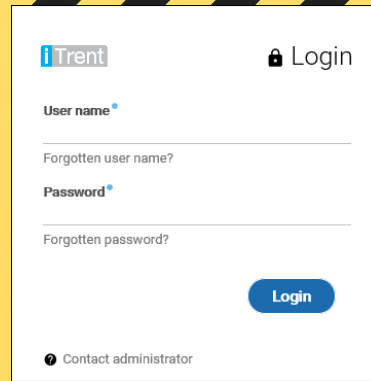 iTrent
Login
User name
Forgotten user name?
Password
Forgotten password?
Login
Contact administrator